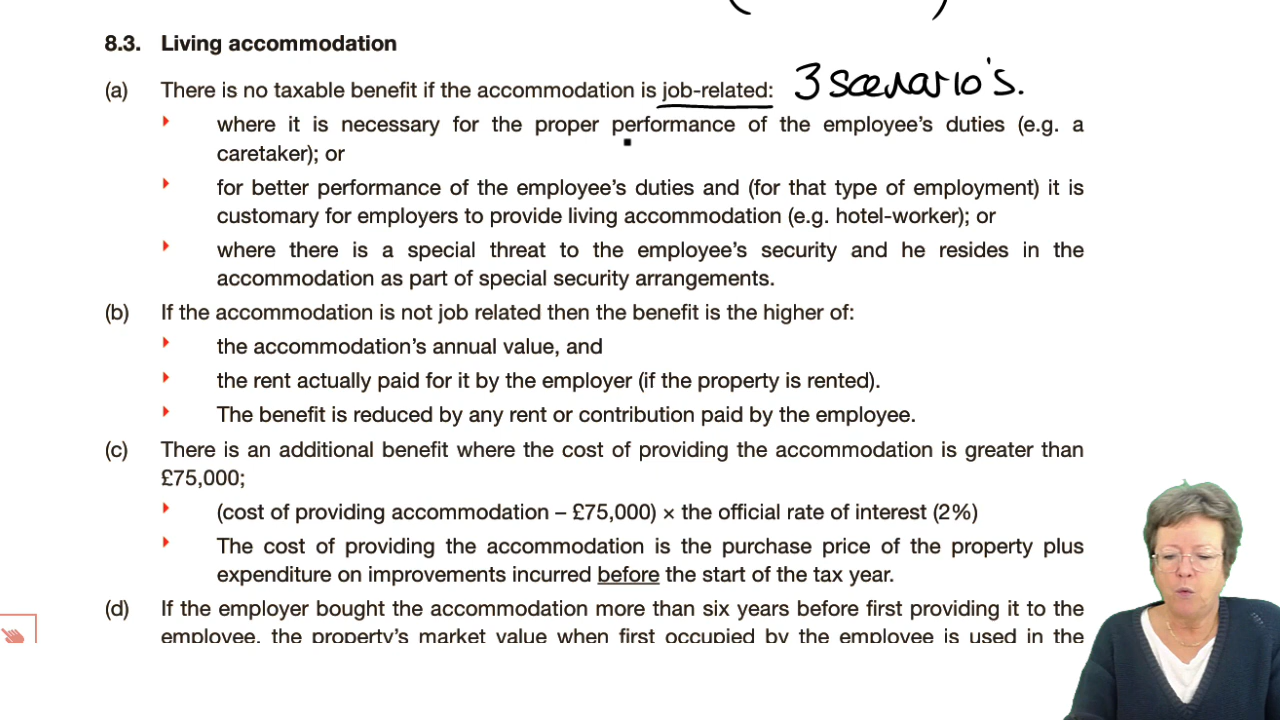 8.3. Living accommodation
(a) There is no taxable benefit if the accommodation is job-related: 3 scenario's.
where it is necessary for the proper performance of the employee's duties (e.g. a
caretaker); or
for better performance of the employee's duties and (for that type of employment) it is
customary for employers to provide living accommodation (e.g. hotel-worker); or
where there is a special threat to the employee's security and he resides in the
accommodation as part of special security arrangements.
(b) If the accommodation is not job related then the benefit is the higher of:
the accommodation's annual value, and
the rent actually paid for it by the employer (if the property is rented).
The benefit is reduced by any rent or contribution paid by the employee.
(c) There is an additional benefit where the cost of providing the accommodation is greater than
£75,000;
(cost of providing accommodation – £75,000) × the official rate of interest (2%)
The cost of providing the accommodation is the purchase price of the property plus
expenditure on improvements incurred before the start of the tax year.
(d) If the employer bought the accommodation more than six years before first providing it to the
employee, the property's market value when first occupied by the employee is used in the